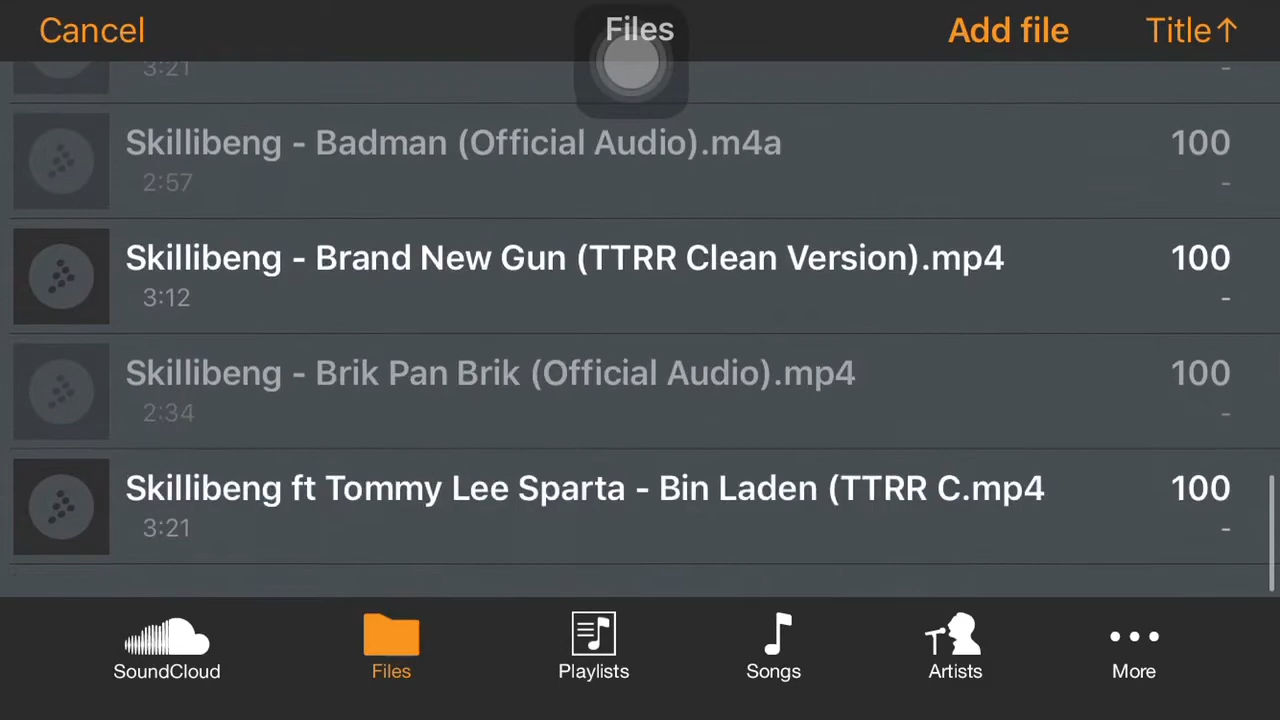 Cancel
Files
Add file
Title↑
3:21
-
Skillibeng - Badman (Official Audio).m4a
100
2:57
-
Skillibeng - Brand New Gun (TTRR Clean Version).mp4
100
3:12
-
Skillibeng - Brik Pan Brik (Official Audio).mp4
100
2:34
-
Skillibeng ft Tommy Lee Sparta - Bin Laden (TTRR C.mp4
100
3:21
-
SoundCloud
Files
Playlists
Songs
Artists
More